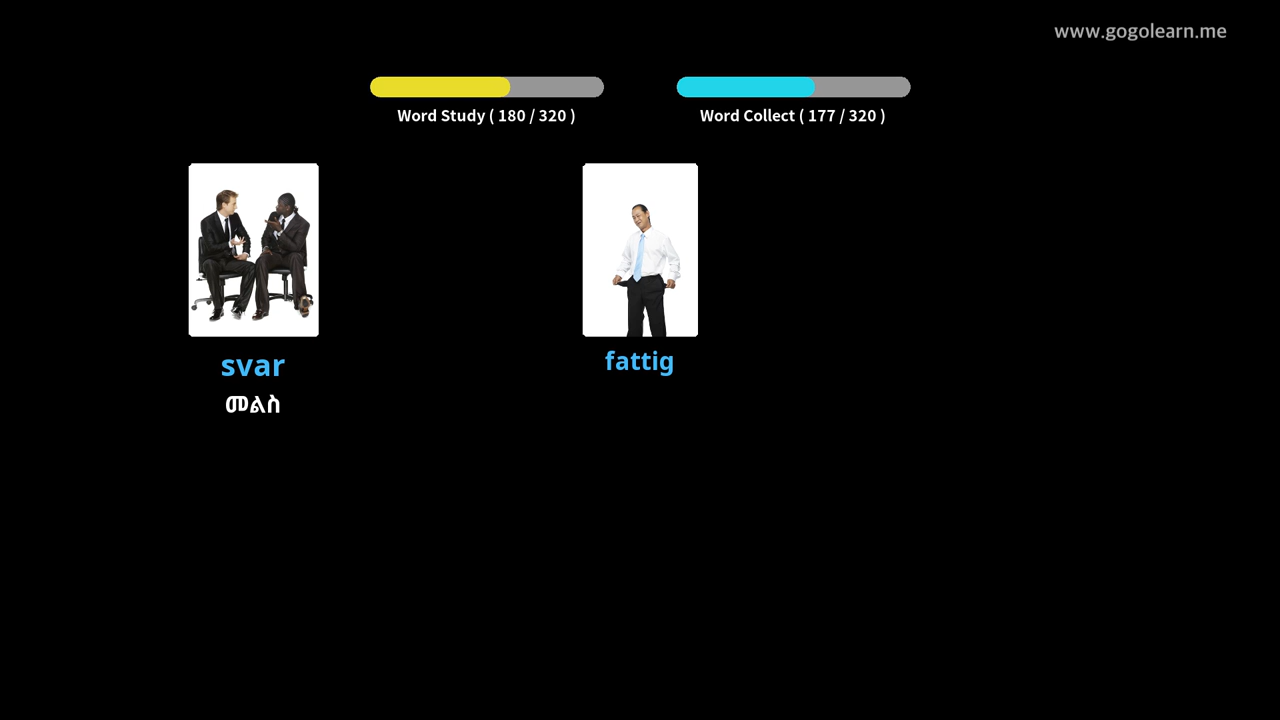 www.gogolearn.me
Word Study ( 180 / 320 )
Word Collect ( 177 / 320 )
svar
fattig
መልስ